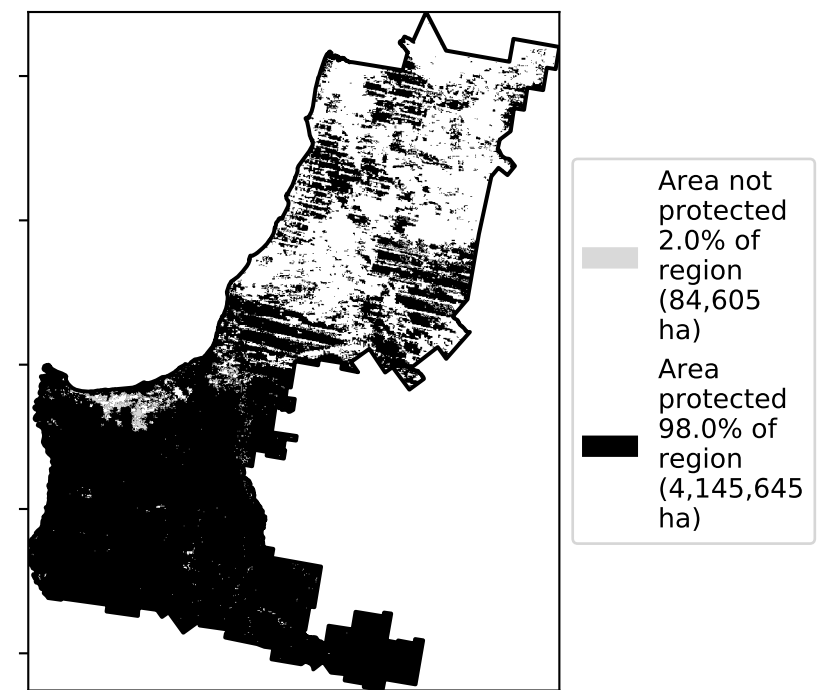 Area not
protected
2.0% of
region
(84,605
ha)
Area
protected
98.0% of
region
(4,145,645
ha)